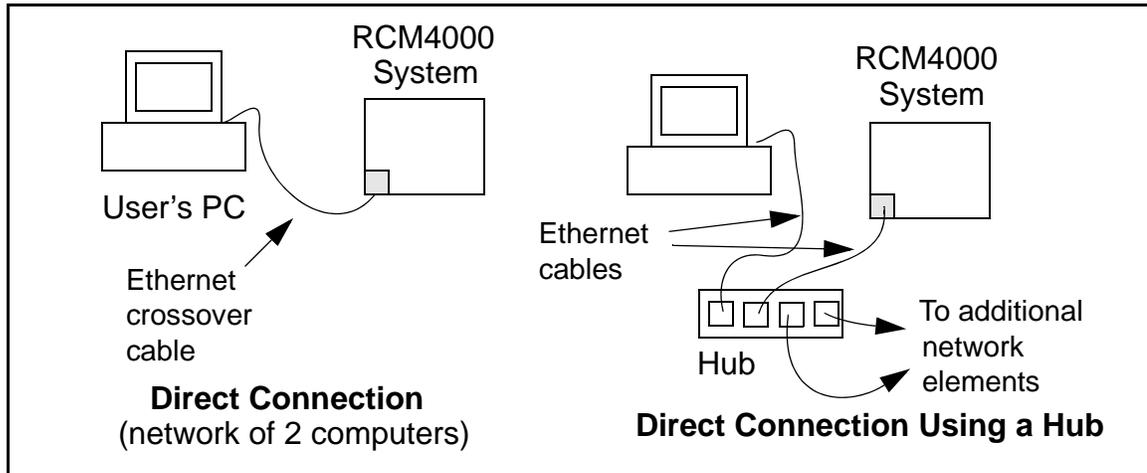 RCM4000
System
User's PC
Ethernet
crossover
cable
Direct Connection
(network of 2 computers)
RCM4000
System
Ethernet
cables
Hub
To additional
network
elements
Direct Connection Using a Hub